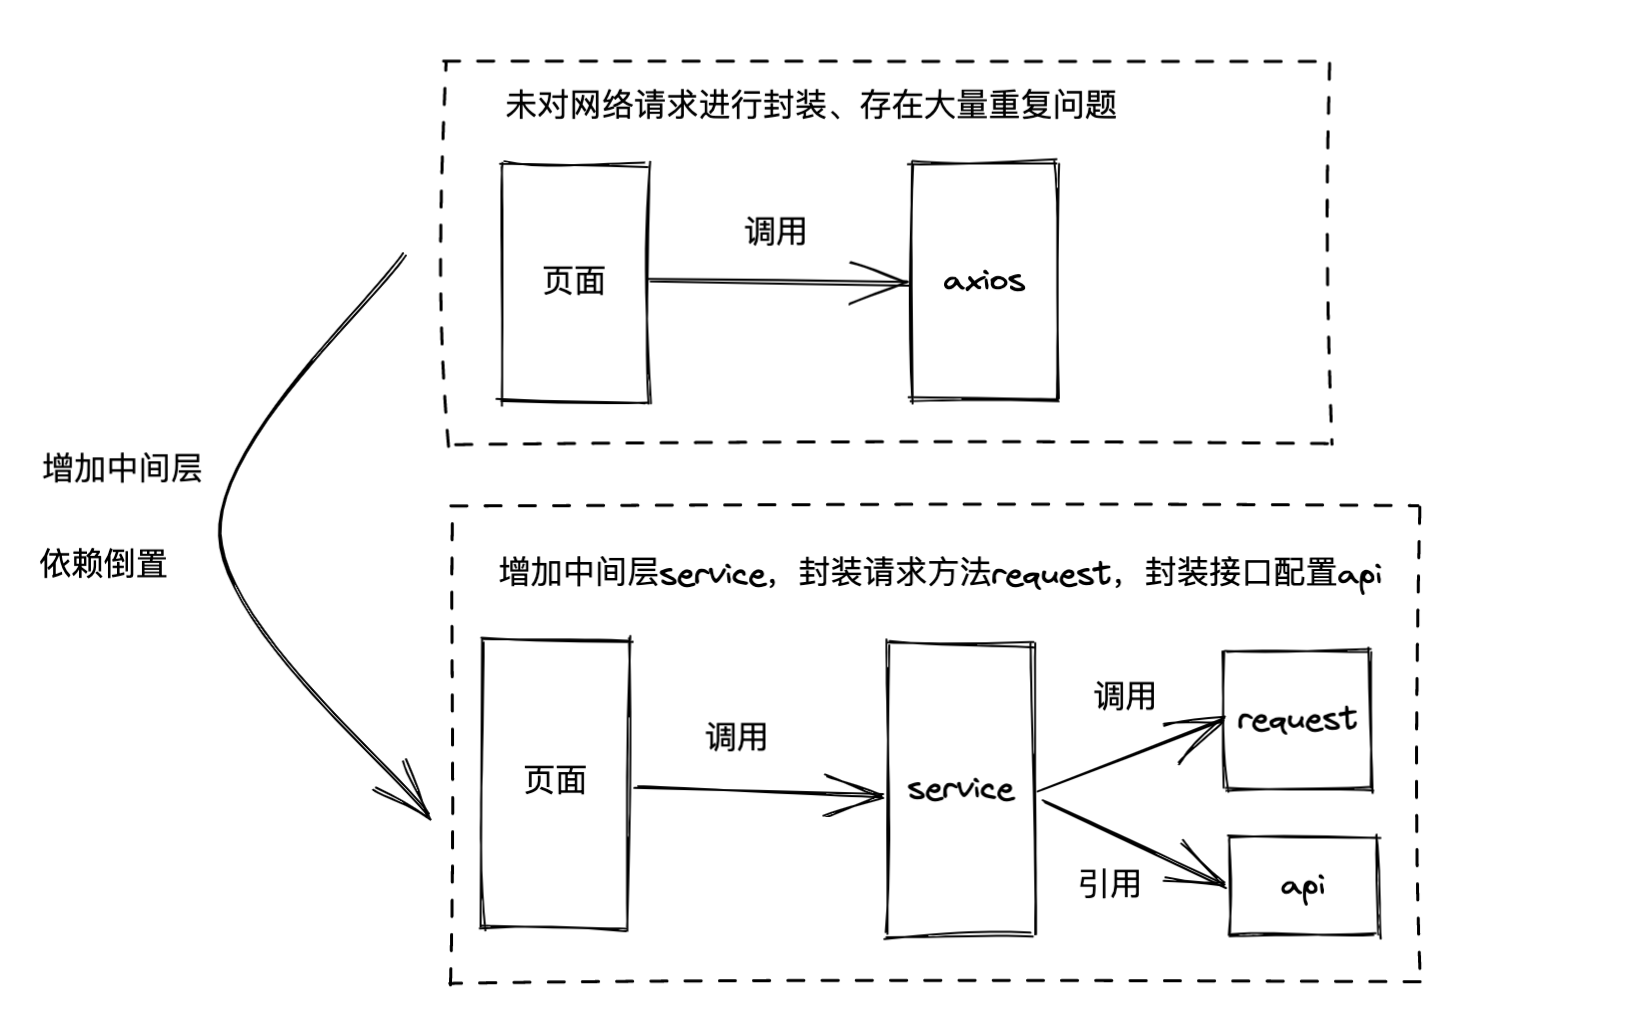 未对网络请求进行封装、存在大量重复问题
调用
页面
axios
增加中间层
依赖倒置
增加中间层service，封装请求方法request，封装接口配置api
调用
调用
页面
service
request
引用
api